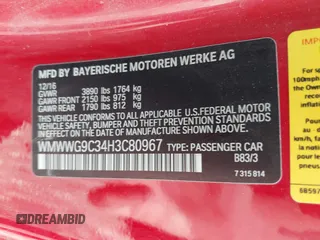 MFD BY BAYERISCHE MOTOREN WERKE AG
12/16
GVWR 3890 lbs 1764 kg
GAWR FRONT 2150 lbs 975 kg
GAWR REAR 1790 lbs 812 kg
THIS VEHICLE CONFORMS TO ALL APPLICABLE
U.S. FEDERAL MOTOR
VEHICLE SAFETY, BUMPER, AND THEFT PREVENTION
STANDARDS IN EFFECT ON THE DATE OF
MANUFACTURE SHOWN ABOVE.
WMWWG9C34H3C80967 TYPE: PASSENGER CAR
B83/3
7 315 814
DREAMBID